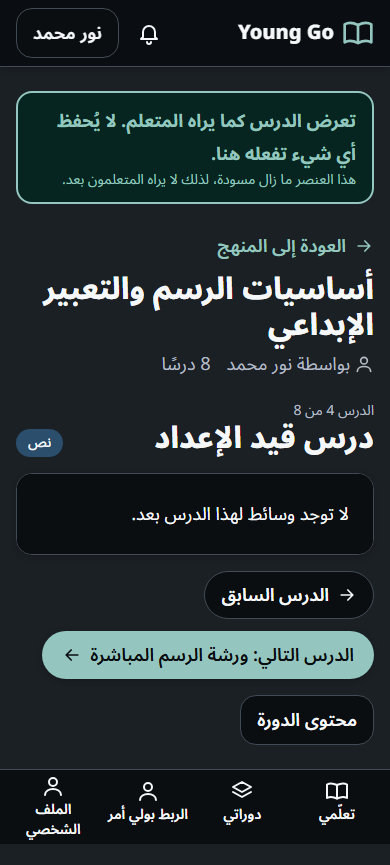 Young Go
نور محمد
تعرض الدرس كما يراه المتعلم. لا يُحفظ
أي شيء تفعله هنا.
هذا العنصر ما زال مسودة، لذلك لا يراه المتعلمون بعد.
العودة إلى المنهج
أساسيات الرسم والتعبير
الإبداعي
بواسطة نور محمد 8 درسًا
الدرس 4 من 8
درس قيد الإعداد
نص
لا توجد وسائط لهذا الدرس بعد.
الدرس السابق
الدرس التالي: ورشة الرسم المباشرة
محتوى الدورة
تعلّمي
دوراتي
الربط بولي أمر
الملف
الشخصي